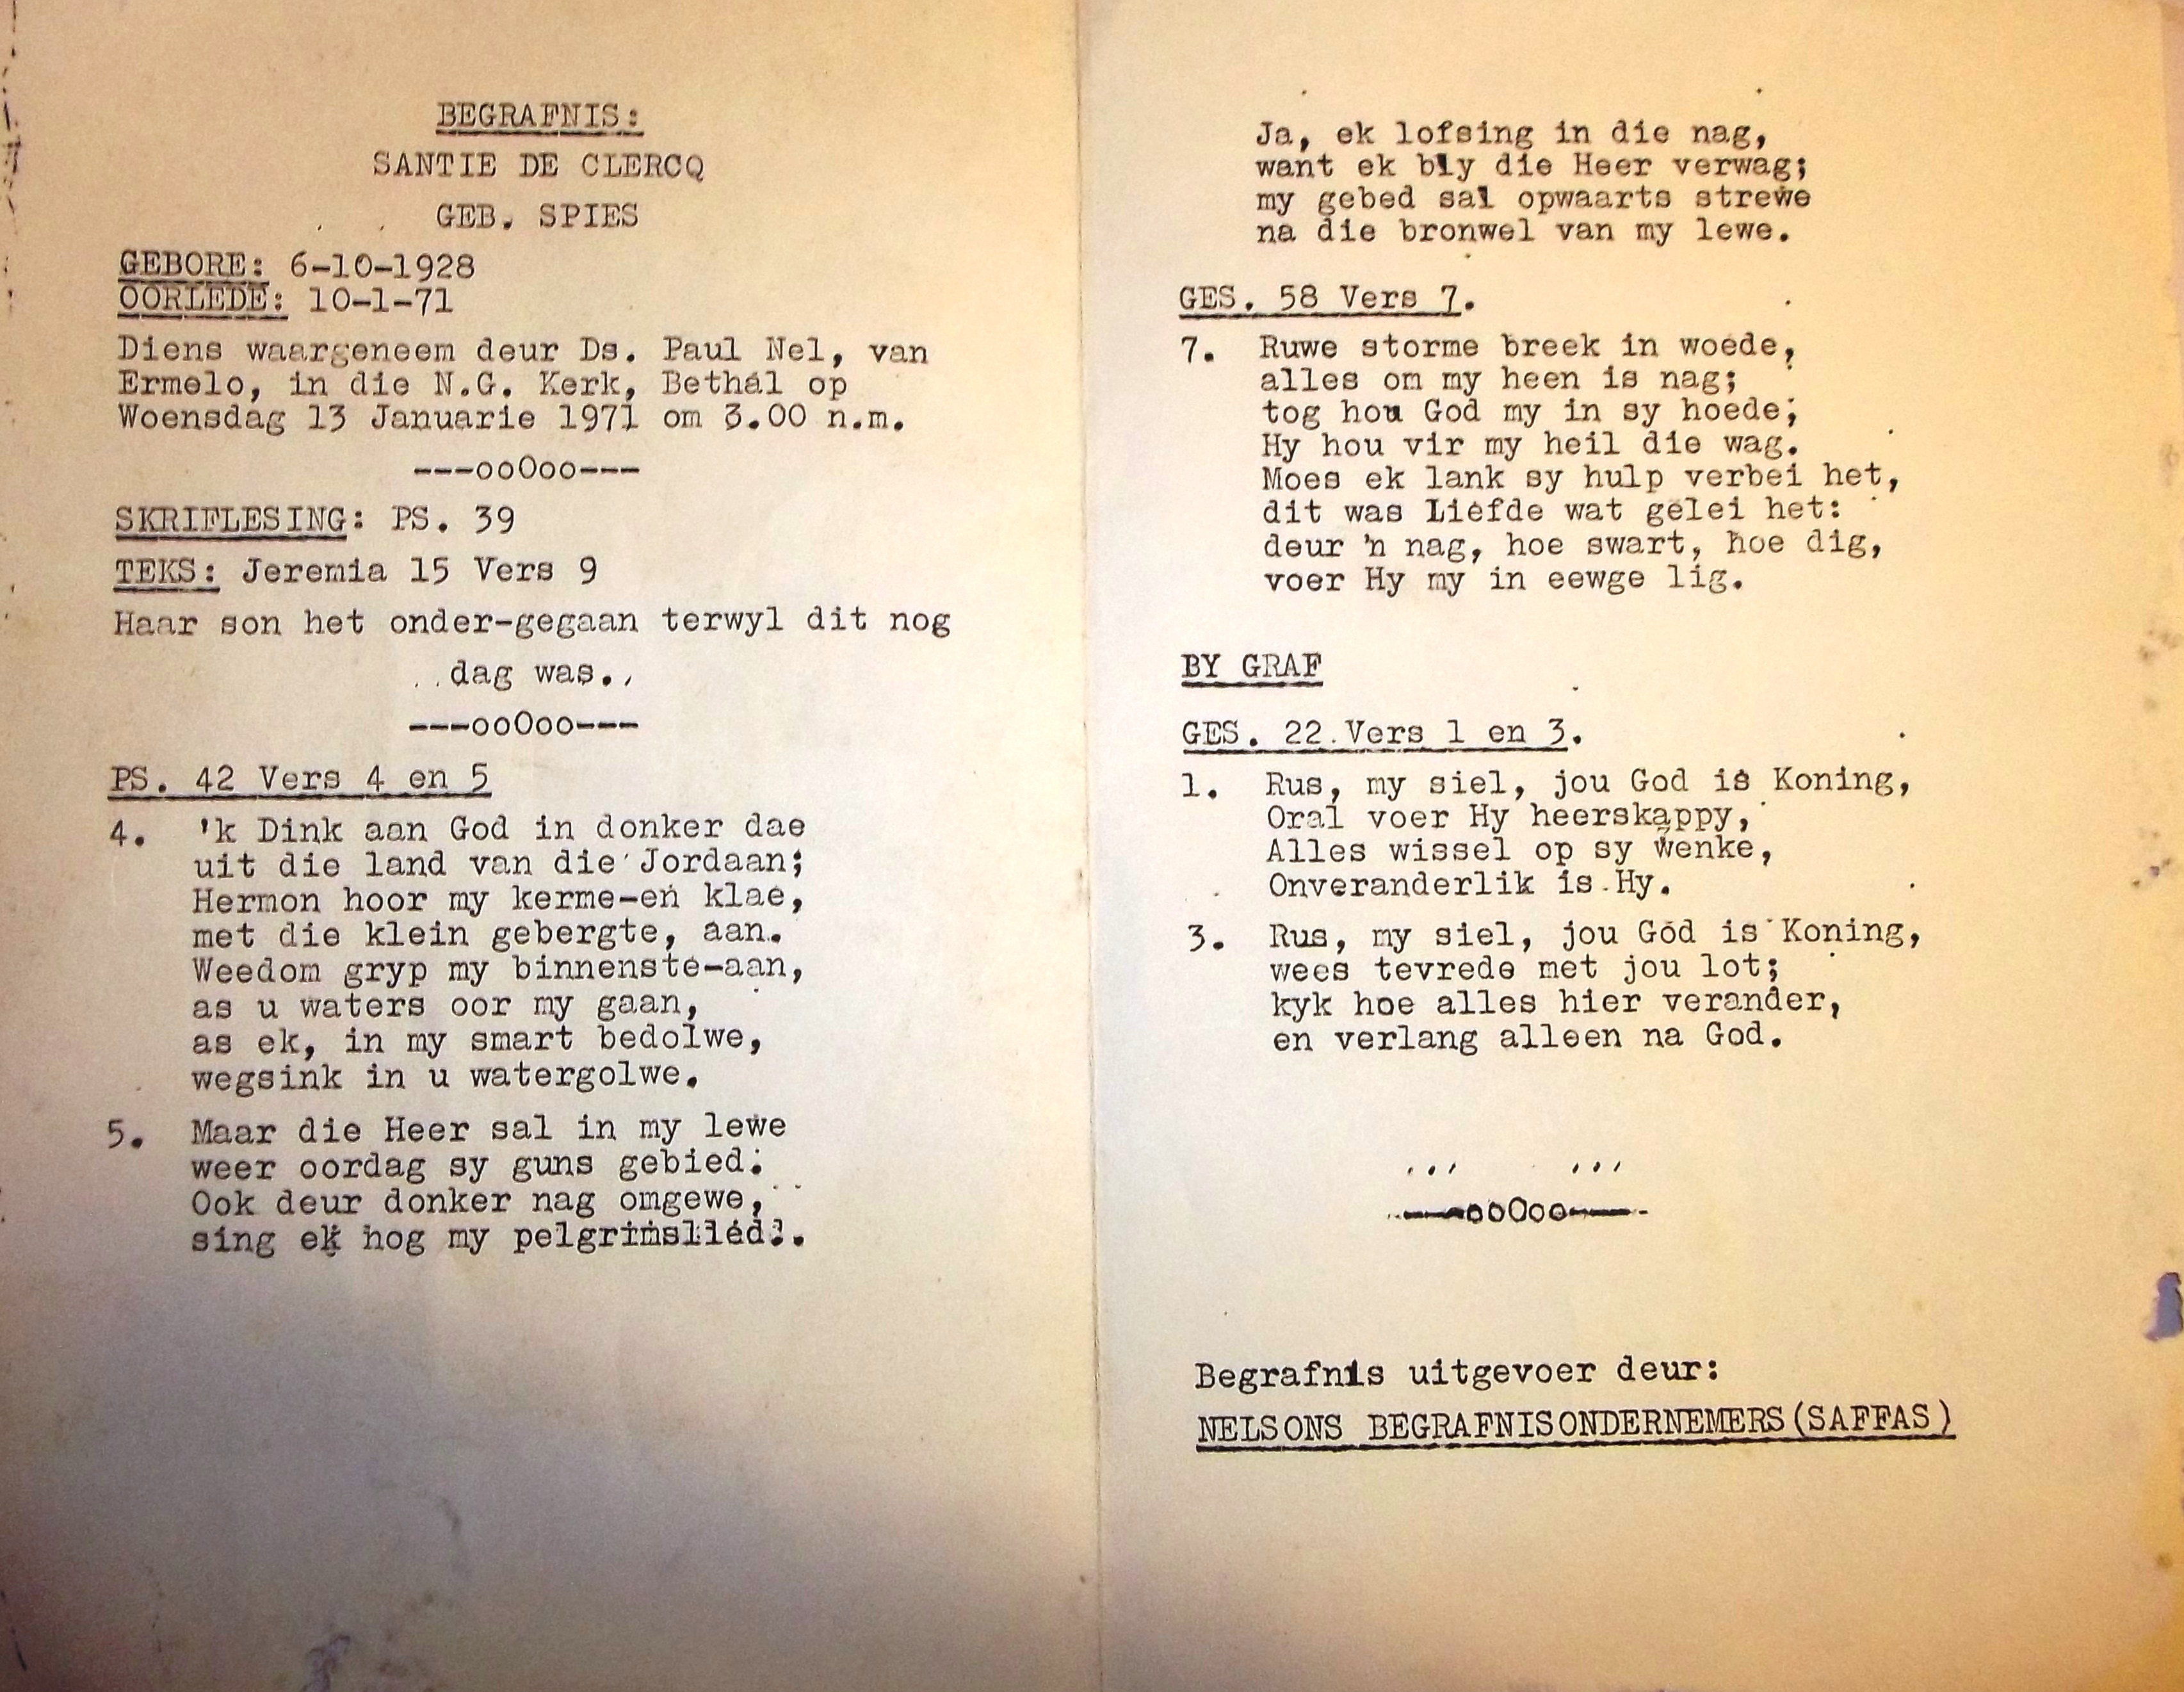 BEGRAFNIS:
SANTIE DE CLERCQ
GEB. SPIES
GEBORE: 6-10-1928
OORLEDE: 10-1-71
Diens waargeneem deur Ds. Paul Nel, van
Ermelo, in die N.G. Kerk, Bethal op
Woensdag 13 Januarie 1971 om 3.00 n.m.
---ooOoo---
SKRIFLESING: PS. 39
TEKS: Jeremia 15 Vers 9
Haar son het onder-gegaan terwyl dit nog
dag was.
---ooOoo---
PS. 42 Vers 4 en 5
4. 'k Dink aan God in donker dae
uit die land van die Jordaan;
Hermon hoor my kerme-en klae,
met die klein gebergte, aan.
Weedom gryp my binnenste-aan,
as u waters oor my gaan,
as ek, in my smart bedolwe,
wegsink in u watergolwe.
5. Maar die Heer sal in my lewe
weer oordag sy guns gebied:
Ook deur donker nag omgewe,
sing ek nog my pelgrimslied.
Ja, ek lofsing in die nag,
want ek bly die Heer verwag;
my gebed sal opwaarts strewe
na die bronwel van my lewe.
GES. 58 Vers 7.
7. Ruwe storme breek in woede,
alles om my heen is nag;
tog hou God my in sy hoede;
Hy hou vir my heil die wag.
Moes ek lank sy hulp verbei het,
dit was Liefde wat gelei het:
deur 'n nag, hoe swart, hoe dig,
voer Hy my in eewge lig.
BY GRAF
GES. 22 Vers 1 en 3.
1. Rus, my siel, jou God is Koning,
Oral voer Hy heerskappy,
Alles wissel op sy wenke,
Onveranderlik is Hy.
3. Rus, my siel, jou God is Koning,
wees tevrede met jou lot;
kyk hoe alles hier verander,
en verlang alleen na God.
---ooOoo---
Begrafnis uitgevoer deur:
NELSONS BEGRAFNISONDERNEMERS(SAFFAS)